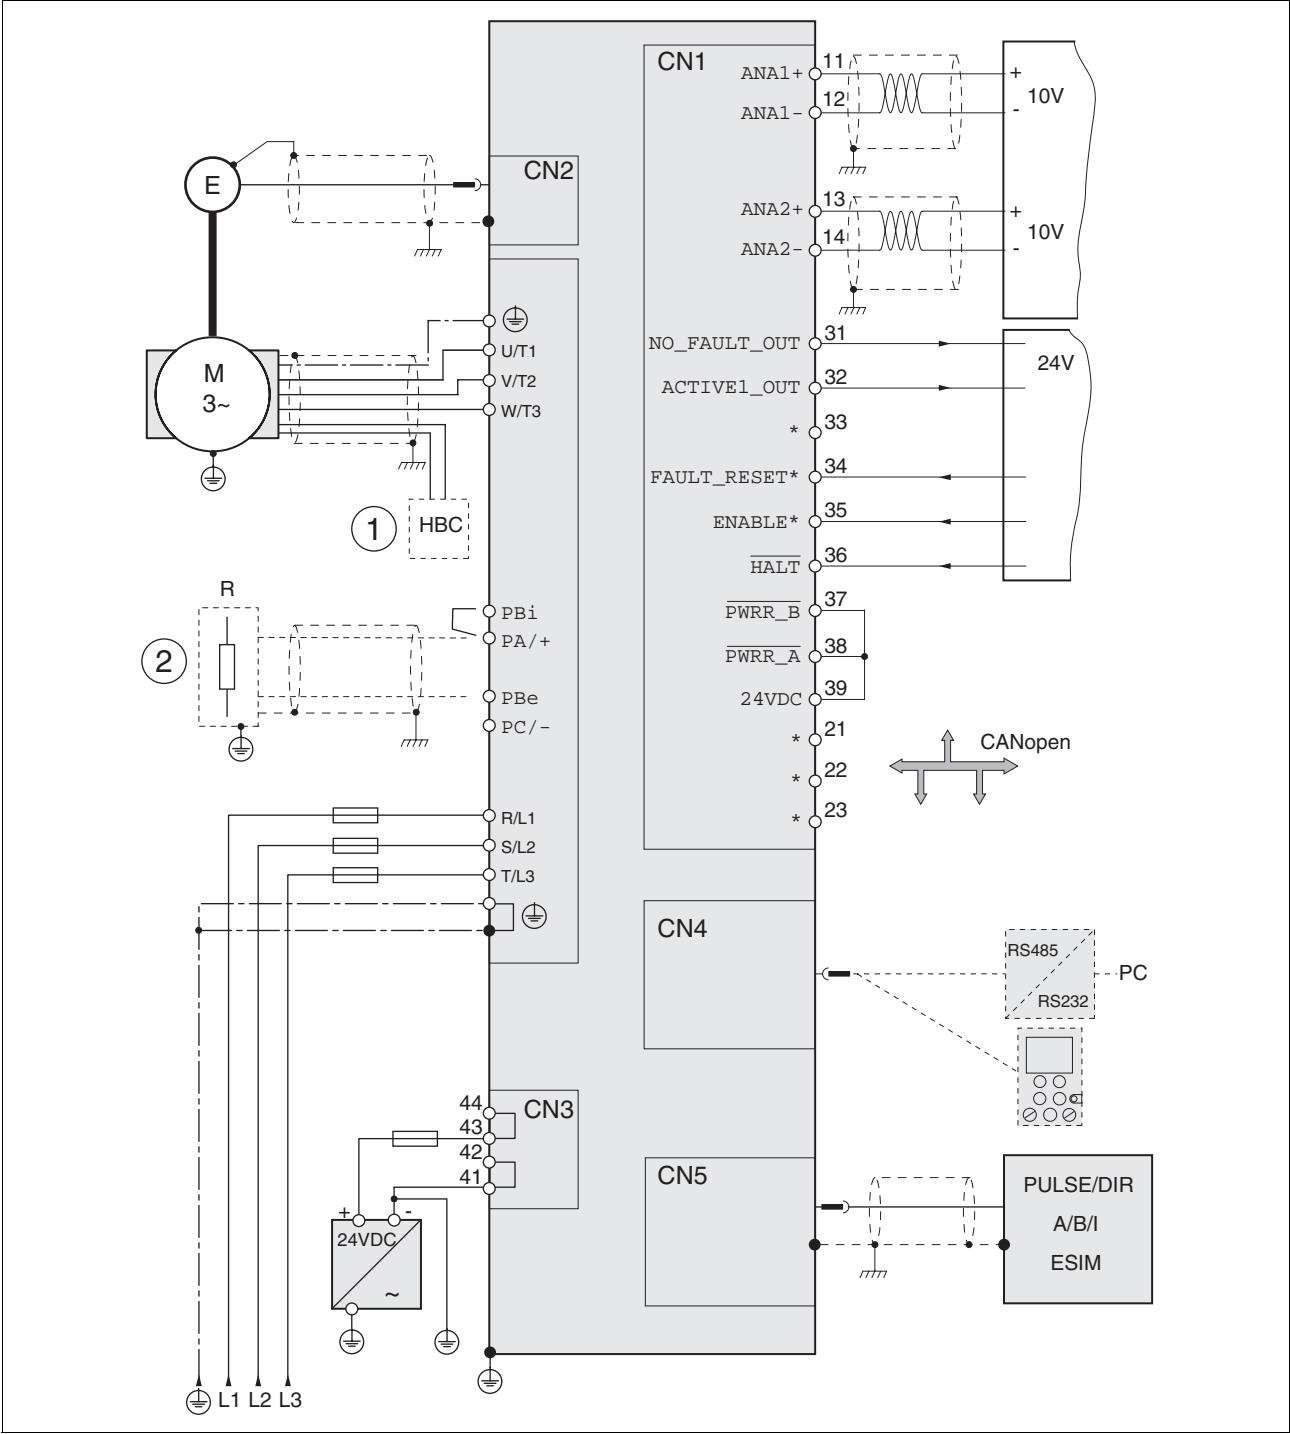 CN1
ANA1+ 11
ANA1- 12
+
10V
-
ANA2+ 13
ANA2- 14
+
10V
-
E
CN2
M
3~
U/T1
V/T2
W/T3
1
HBC
NO_FAULT_OUT 31
24V
ACTIVE1_OUT 32
* 33
FAULT_RESET* 34
ENABLE* 35
HALT 36
PWRR_B 37
PWRR_A 38
24VDC 39
* 21
* 22
* 23
CANopen
R
2
PBi
PA/+
PBe
PC/-
R/L1
S/L2
T/L3
CN4
RS485
RS232
PC
44
43
42
41
CN3
+ -
24VDC
~
CN5
PULSE/DIR
A/B/I
ESIM
L1 L2 L3